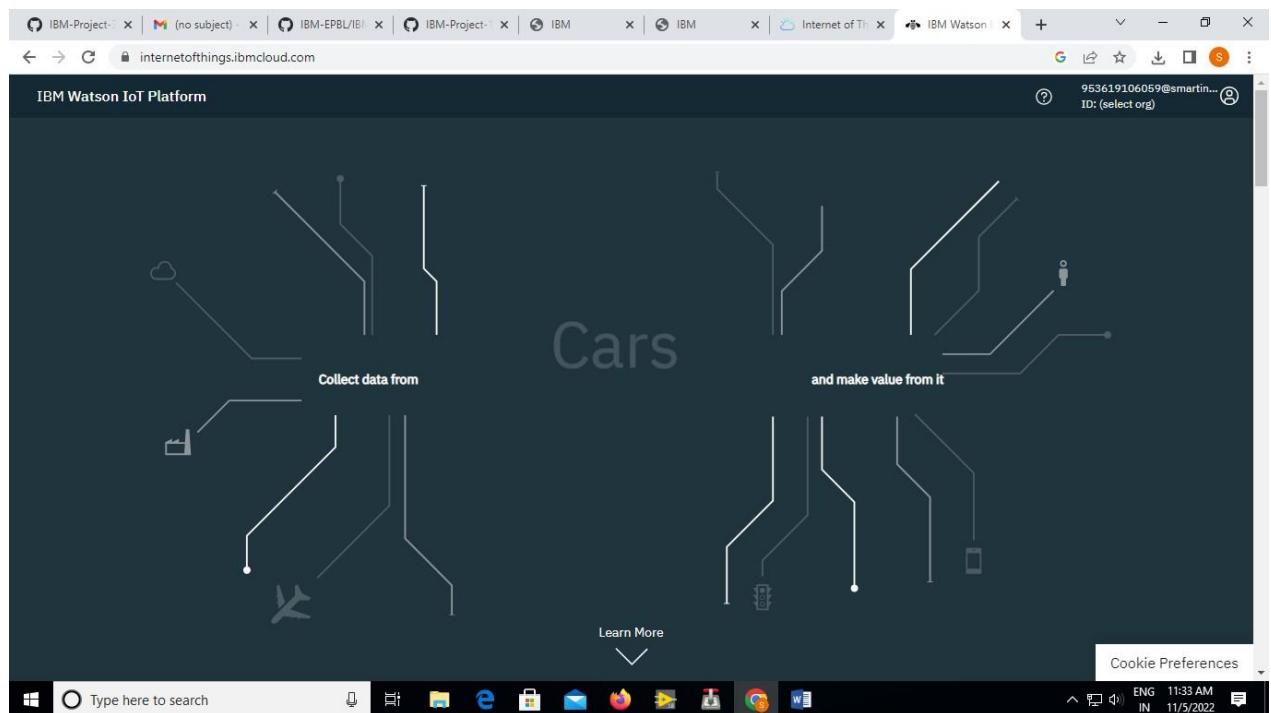 IBM-Project-
(no subject) -
IBM-EPBL/IB
IBM-Project-1
IBM
IBM
Internet of Th
IBM Watson
internetofthings.ibmcloud.com
S
IBM Watson IoT Platform
953619106059@smartin...
ID: (select org)
Cars
Collect data from
and make value from it
Learn More
Cookie Preferences
Type here to search
ENG 11:33 AM
IN 11/5/2022